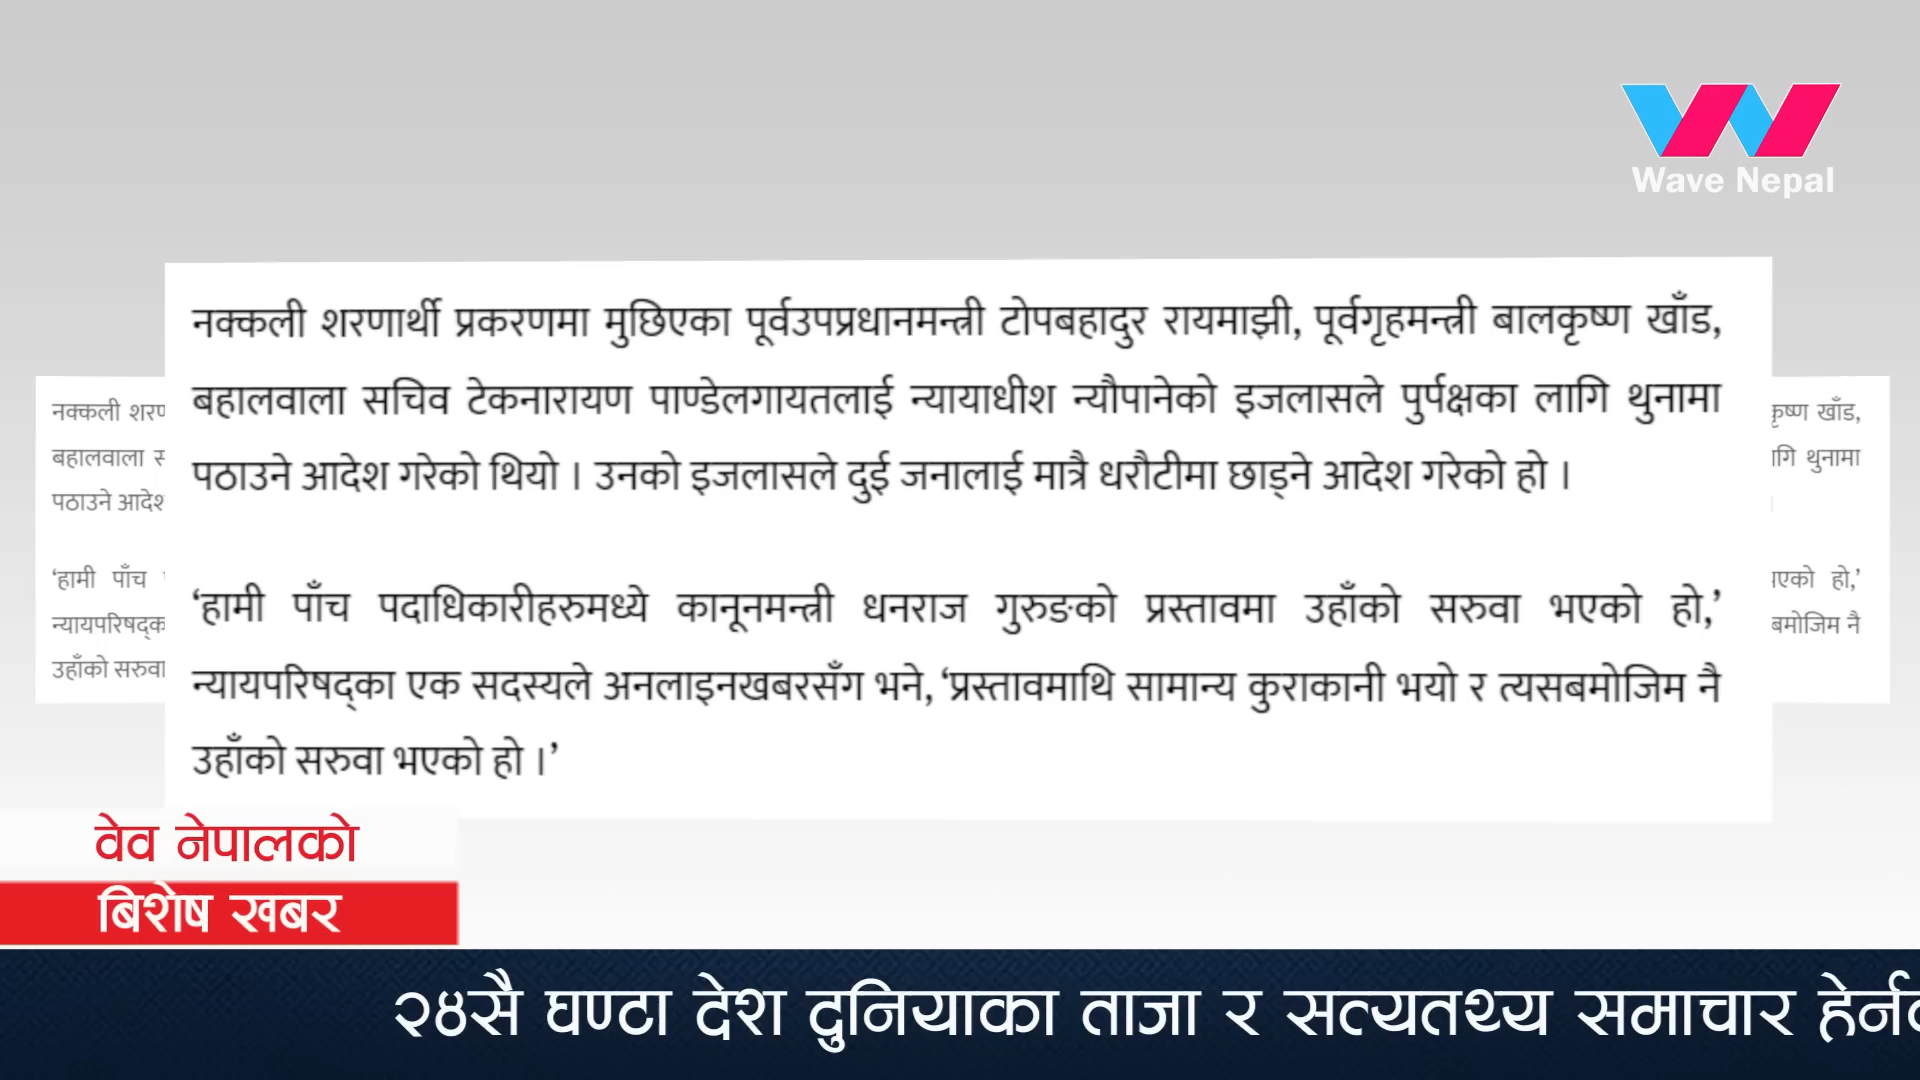 Wave Nepal
नक्कली शरणार्थी प्रकरणमा मुछिएका पूर्वउपप्रधानमन्त्री टोपबहादुर रायमाझी, पूर्वगृहमन्त्री बालकृष्ण खाँड,
बहालवाला सचिव टेकनारायण पाण्डेलगायतलाई न्यायाधीश न्यौपानेको इजलासले पुर्पक्षका लागि थुनामा
पठाउने आदेश गरेको थियो । उनको इजलासले दुई जनालाई मात्रै धरौटीमा छाड्ने आदेश गरेको हो ।
‘हामी पाँच पदाधिकारीहरुमध्ये कानूनमन्त्री धनराज गुरुङको प्रस्तावमा उहाँको सरुवा भएको हो,’
न्यायपरिषद्का एक सदस्यले अनलाइनखबरसँग भने, ‘प्रस्तावमाथि सामान्य कुराकानी भयो र त्यसबमोजिम नै
उहाँको सरुवा भएको हो ।’
वेव नेपालको
बिशेष खबर
२४सै घण्टा देश दुनियाका ताजा र सत्यतथ्य समाचार